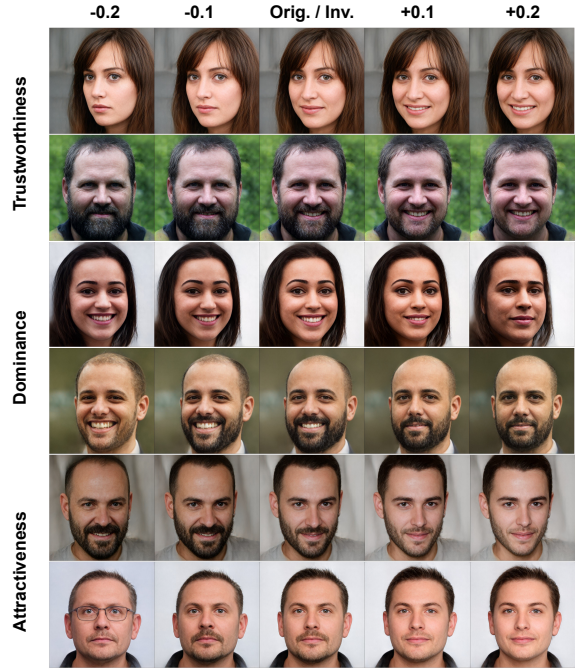 -0.2 -0.1 Orig. / Inv. +0.1 +0.2
Trustworthiness
Dominance
Attractiveness